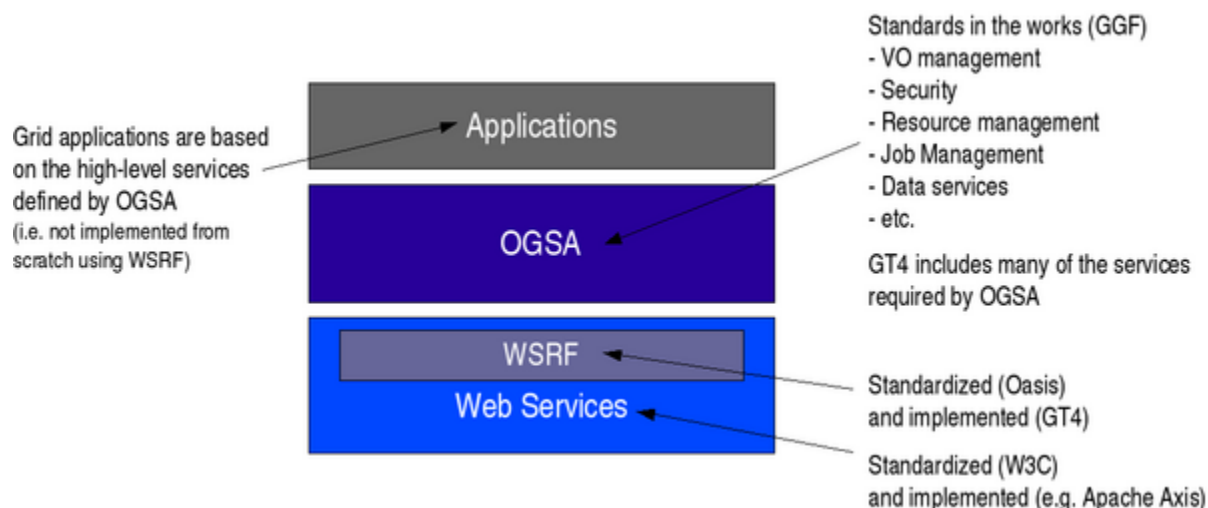 Standards in the works (GGF)
- VO management
- Security
- Resource management
- Job Management
- Data services
- etc.
GT4 includes many of the services
required by OGSA
Applications
Grid applications are based
on the high-level services
defined by OGSA
(i.e. not implemented from
scratch using WSRF)
OGSA
WSRF
Web Services
Standardized (Oasis)
and implemented (GT4)
Standardized (W3C)
and implemented (e.g. Apache Axis)